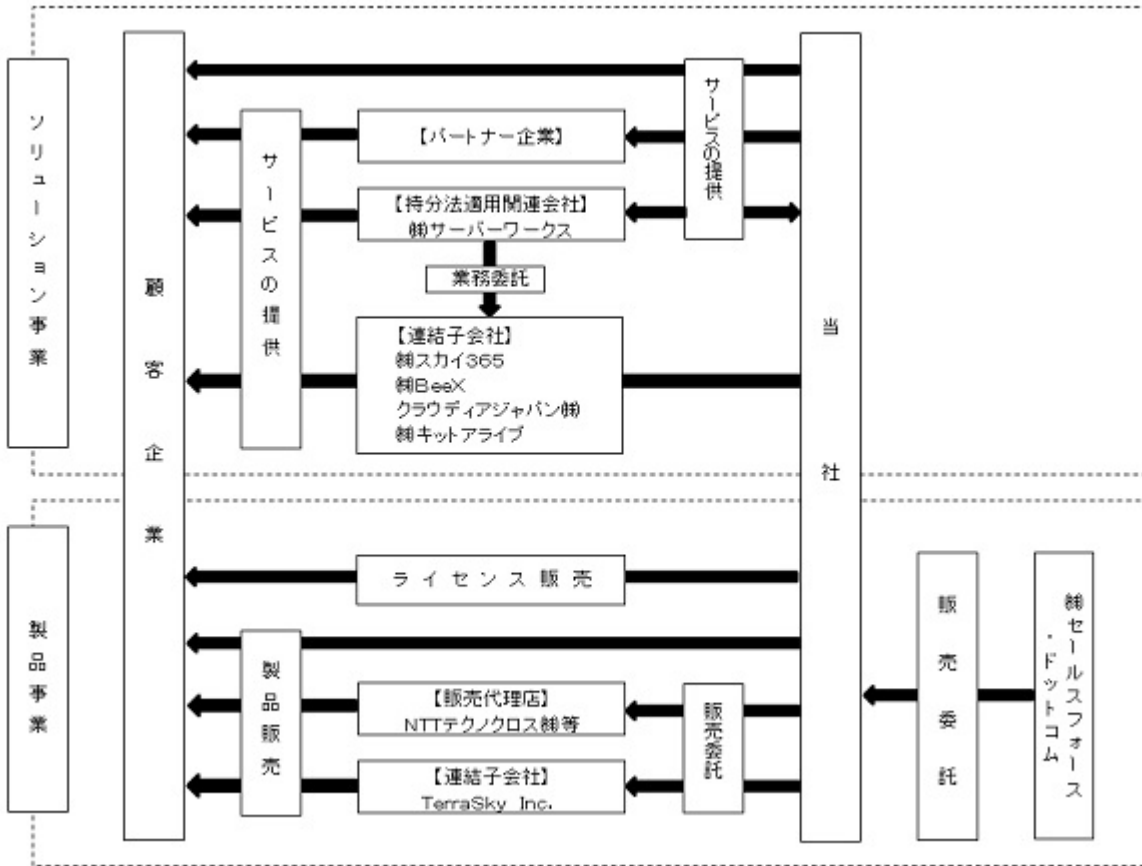 ソリューション事業
顧客企業
サービスの提供
【パートナー企業】
【持分法適用関連会社】
㈱サーバーワークス
業務委託
【連結子会社】
㈱スカイ365
㈱BeeX
クラウディアジャパン㈱
㈱キットアライブ
サービスの提供
当社
製品事業
ライセンス販売
製品販売
【販売代理店】
NTTテクノクロス㈱等
【連結子会社】
TerraSky Inc.
販売委託
販売委託
㈱セールスフォース
・ドットコム